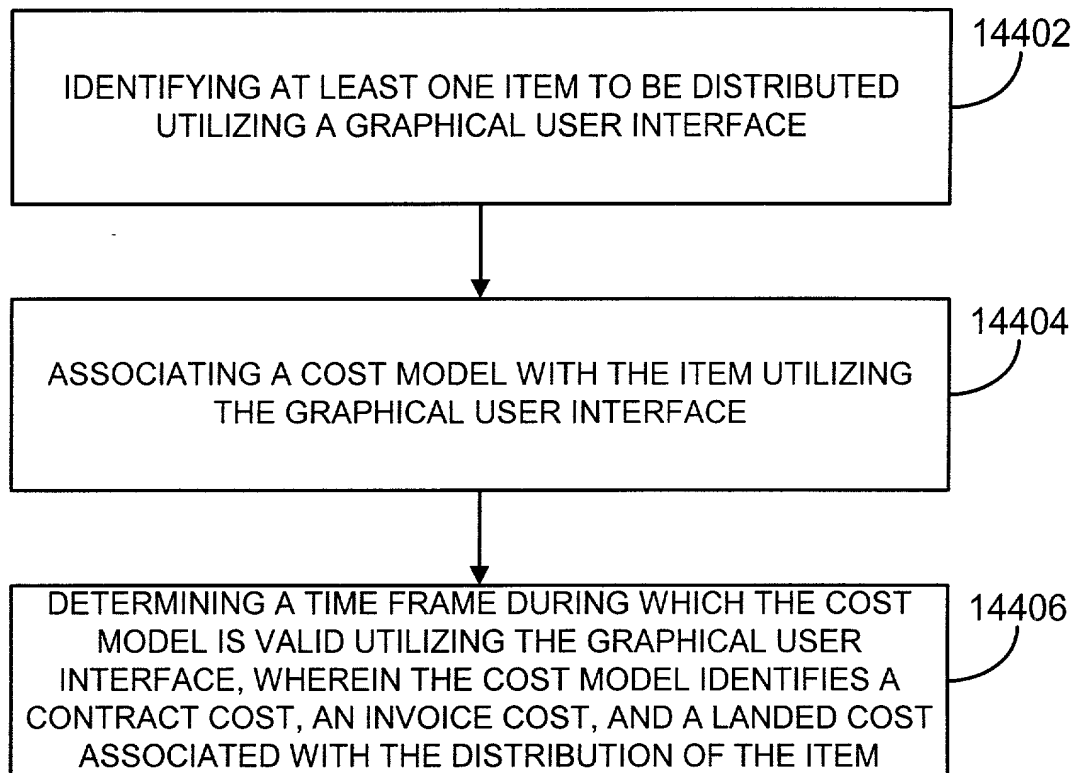 14402
IDENTIFYING AT LEAST ONE ITEM TO BE DISTRIBUTED
UTILIZING A GRAPHICAL USER INTERFACE
14404
ASSOCIATING A COST MODEL WITH THE ITEM UTILIZING
THE GRAPHICAL USER INTERFACE
14406
DETERMINING A TIME FRAME DURING WHICH THE COST
MODEL IS VALID UTILIZING THE GRAPHICAL USER
INTERFACE, WHEREIN THE COST MODEL IDENTIFIES A
CONTRACT COST, AN INVOICE COST, AND A LANDED COST
ASSOCIATED WITH THE DISTRIBUTION OF THE ITEM